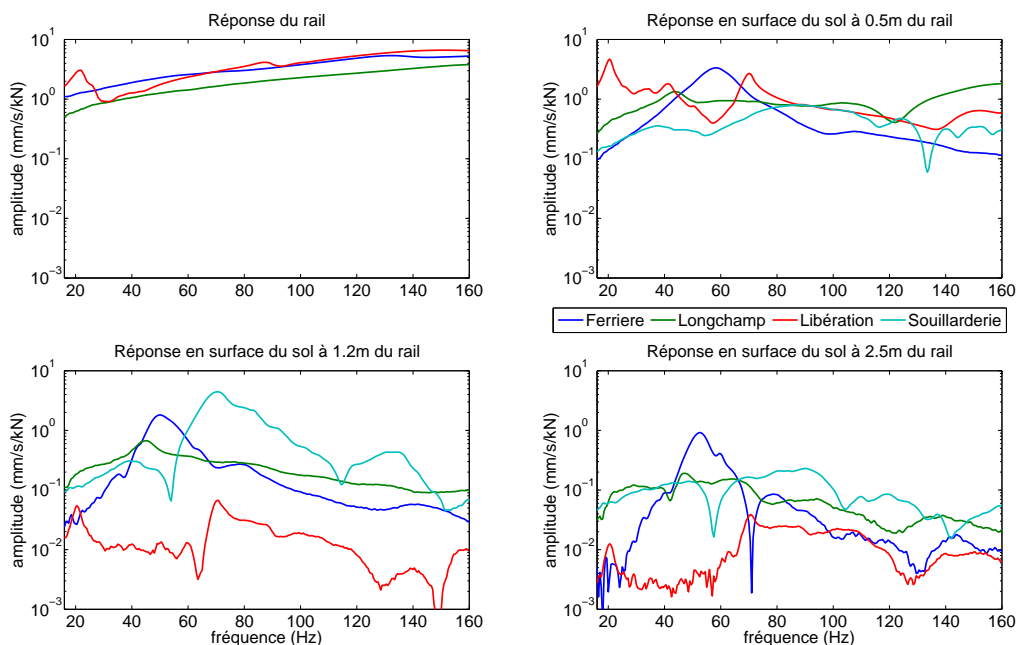 Réponse du rail
amplitude (mm/s/kN)
10^1
10^0
10^−1
10^−2
10^−3
20 40 60 80 100 120 140 160
Réponse en surface du sol à 0.5m du rail
amplitude (mm/s/kN)
10^1
10^0
10^−1
10^−2
10^−3
20 40 60 80 100 120 140 160
Ferriere Longchamp Libération Souillarderie
Réponse en surface du sol à 1.2m du rail
amplitude (mm/s/kN)
10^1
10^0
10^−1
10^−2
10^−3
20 40 60 80 100 120 140 160
fréquence (Hz)
Réponse en surface du sol à 2.5m du rail
amplitude (mm/s/kN)
10^1
10^0
10^−1
10^−2
10^−3
20 40 60 80 100 120 140 160
fréquence (Hz)